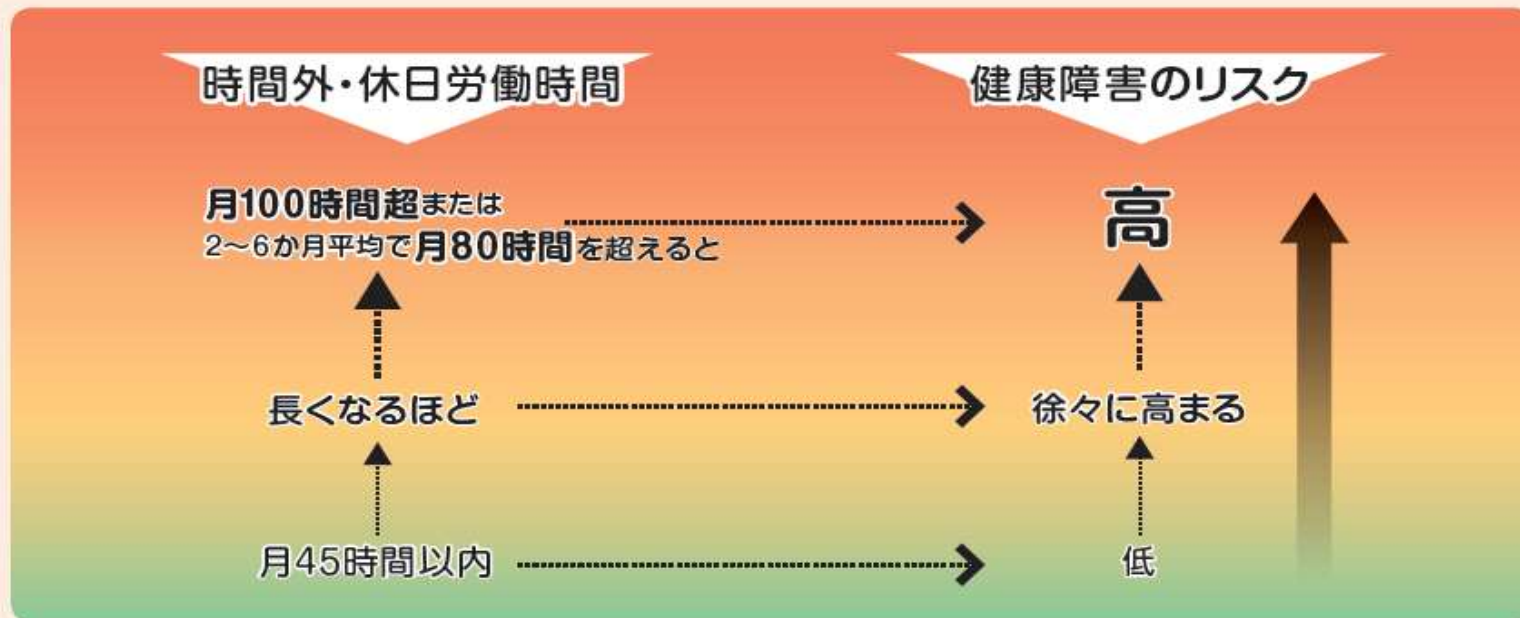 時間外・休日労働時間
健康障害のリスク
月100時間超または
2〜6か月平均で月80時間を超えると
高
長くなるほど
徐々に高まる
月45時間以内
低